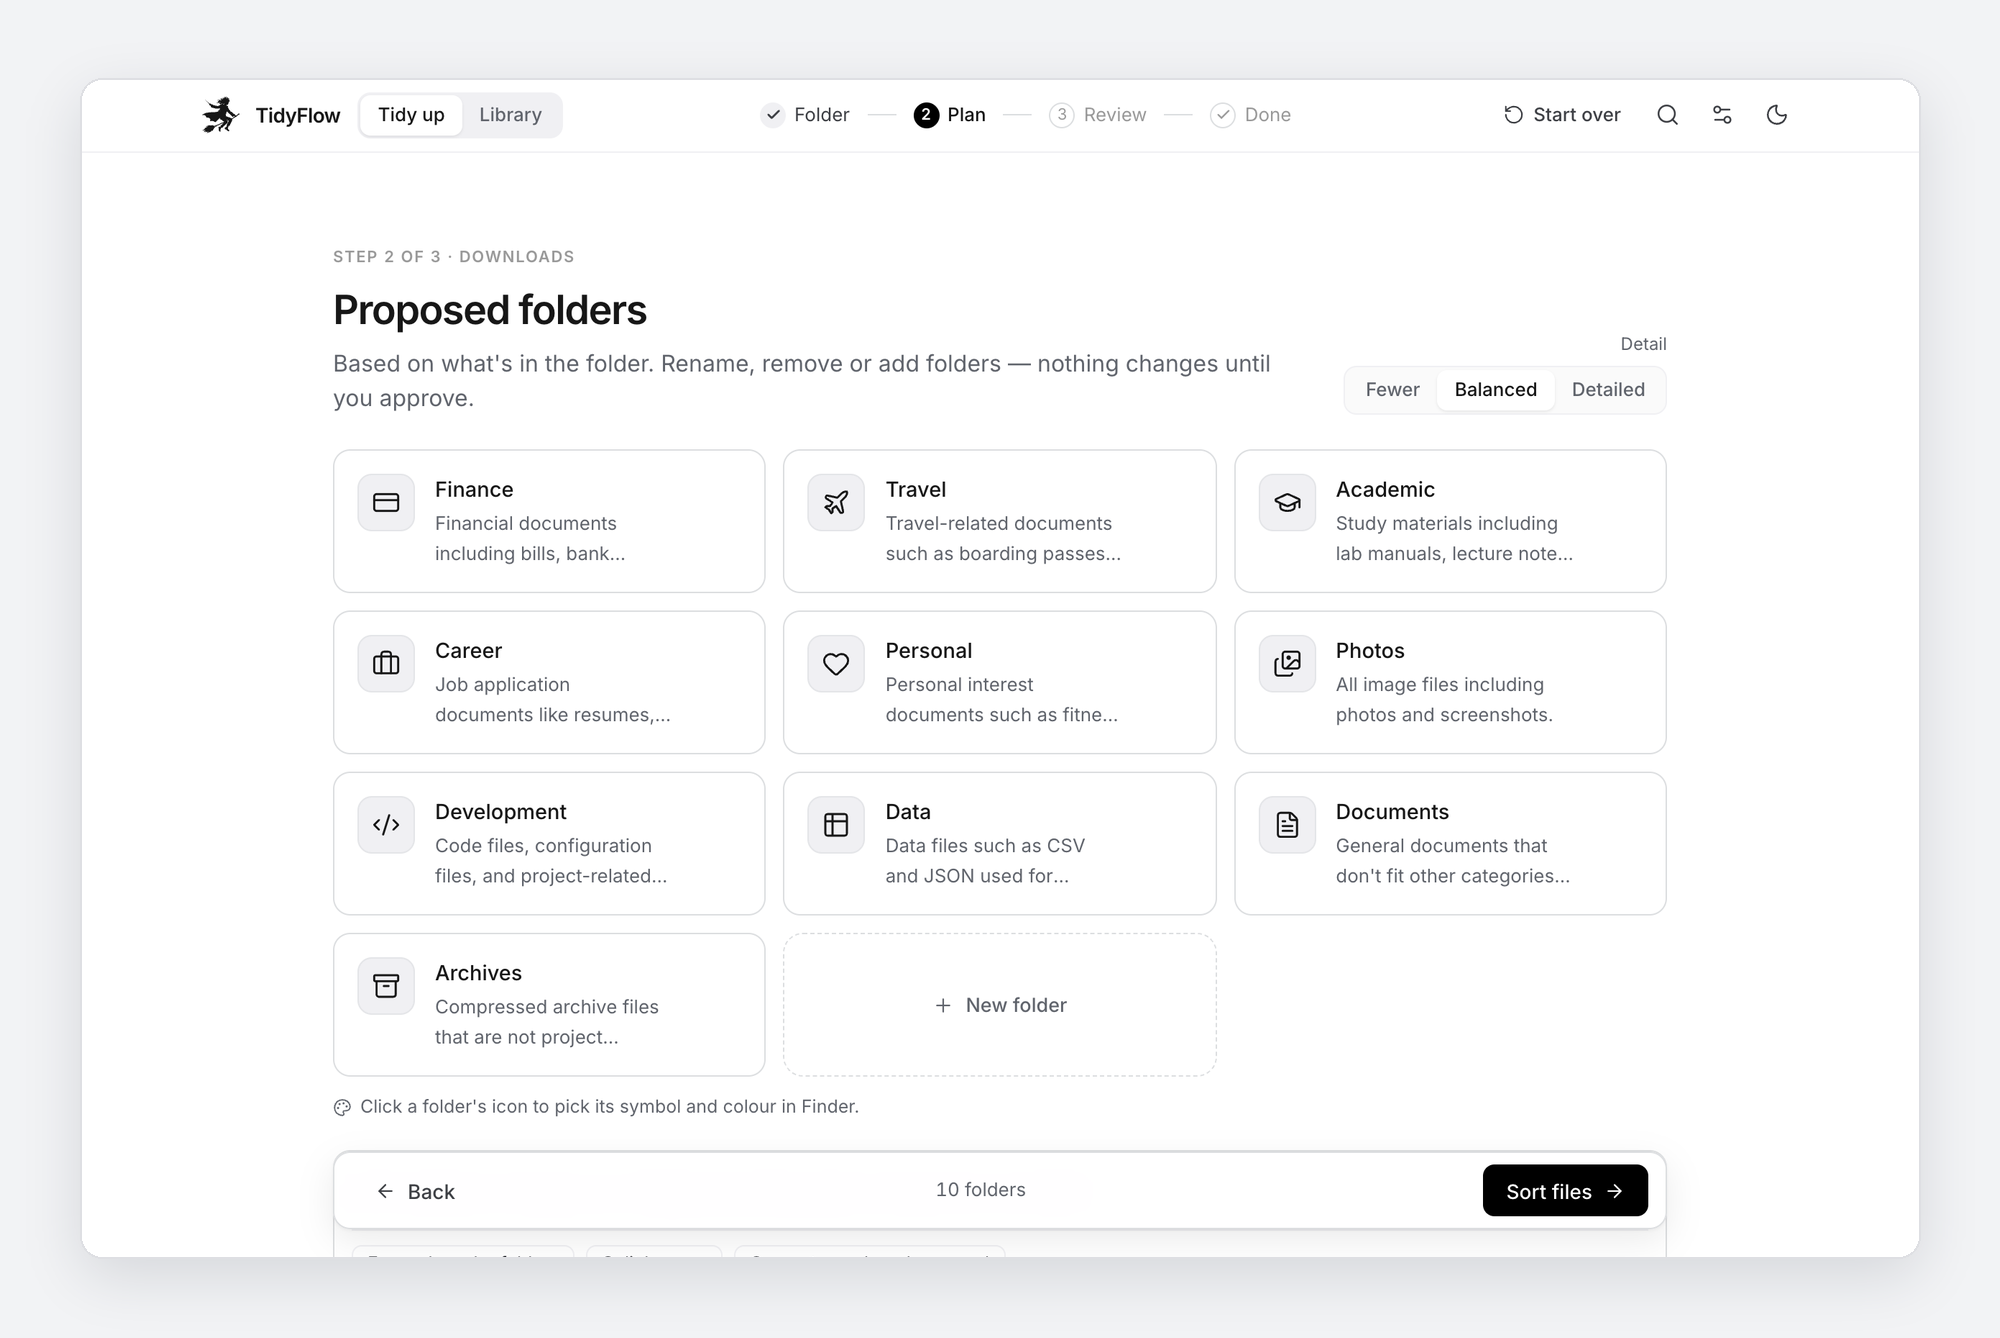 TidyFlow
Tidy up
Library
Folder
2 Plan
3 Review
Done
Start over
STEP 2 OF 3 · DOWNLOADS
Proposed folders
Based on what's in the folder. Rename, remove or add folders — nothing changes until
you approve.
Detail
Fewer
Balanced
Detailed
Finance
Financial documents
including bills, bank...
Travel
Travel-related documents
such as boarding passes...
Academic
Study materials including
lab manuals, lecture note...
Career
Job application
documents like resumes,...
Personal
Personal interest
documents such as fitne...
Photos
All image files including
photos and screenshots.
Development
Code files, configuration
files, and project-related...
Data
Data files such as CSV
and JSON used for...
Documents
General documents that
don't fit other categories...
Archives
Compressed archive files
that are not project...
New folder
Click a folder's icon to pick its symbol and colour in Finder.
Back
10 folders
Sort files